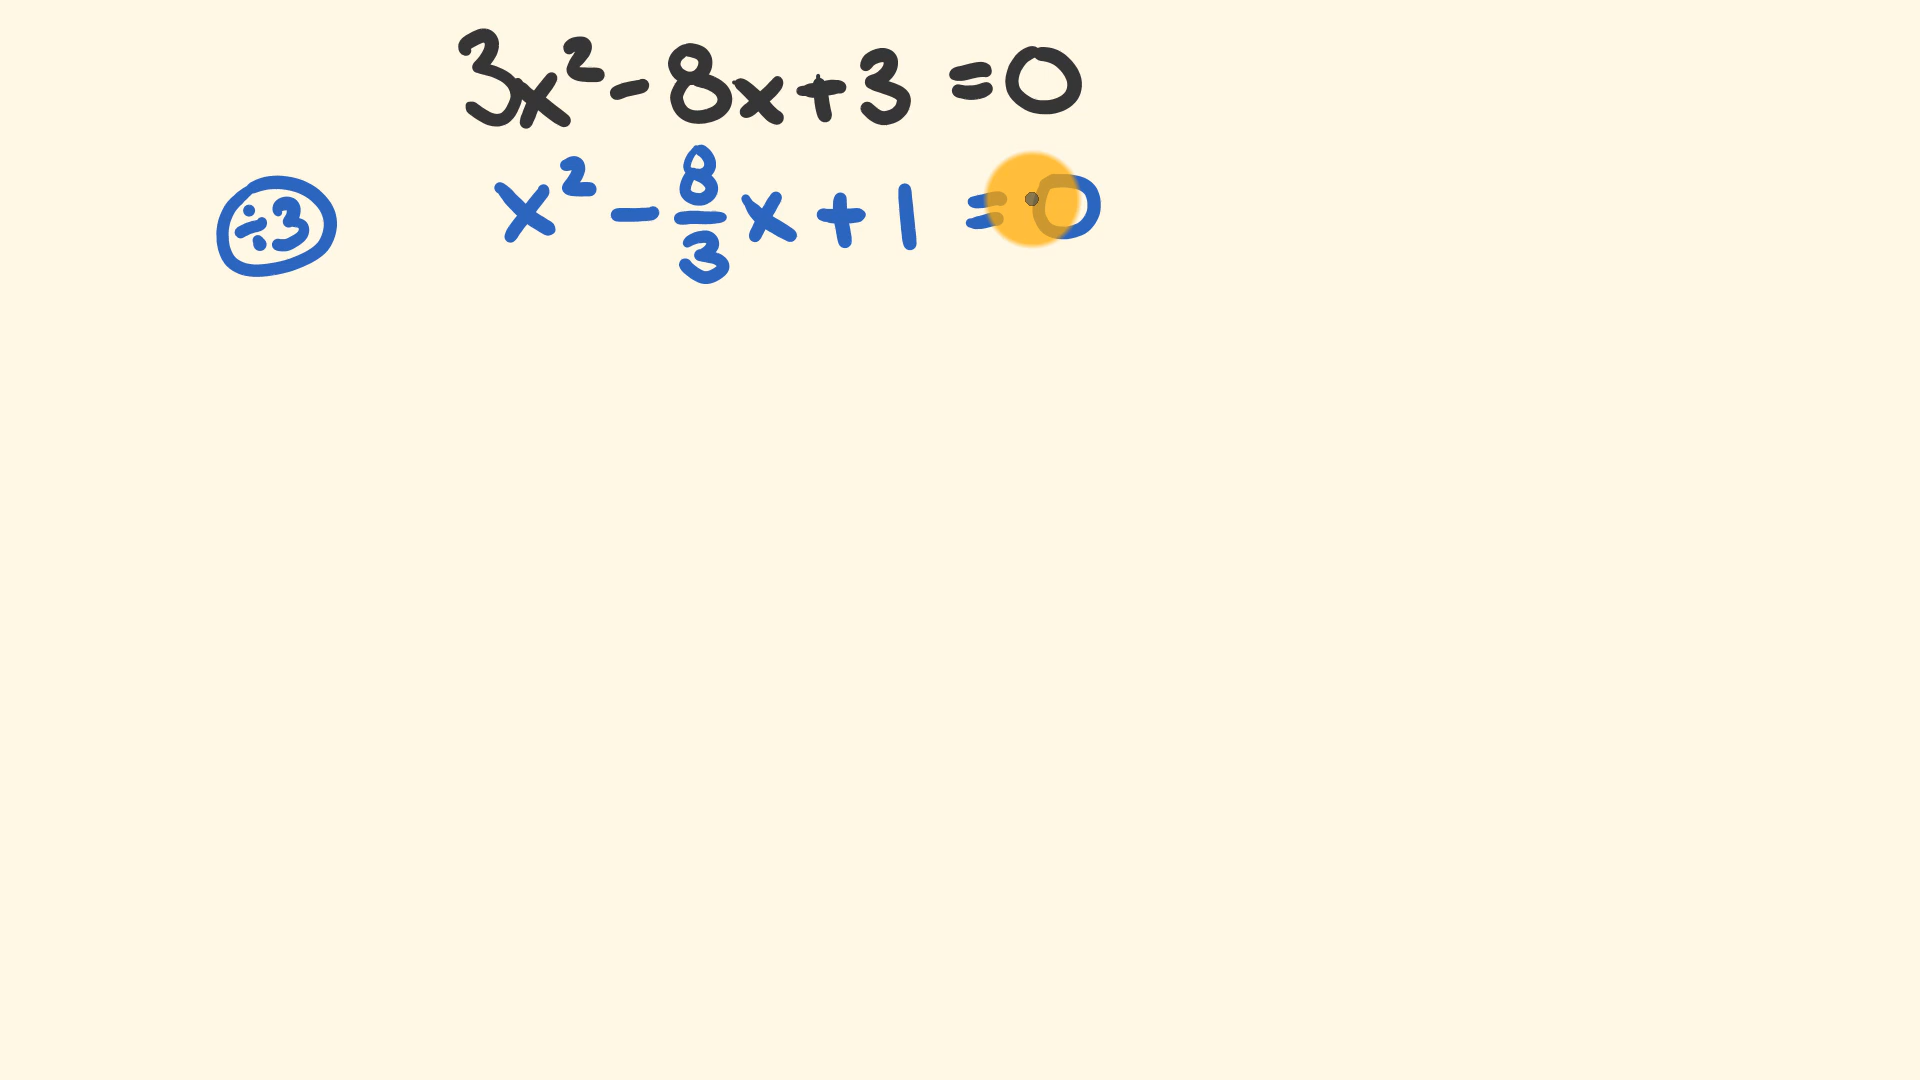 3x² - 8x + 3 = 0
÷3 x² - 8/3 x + 1 = 0